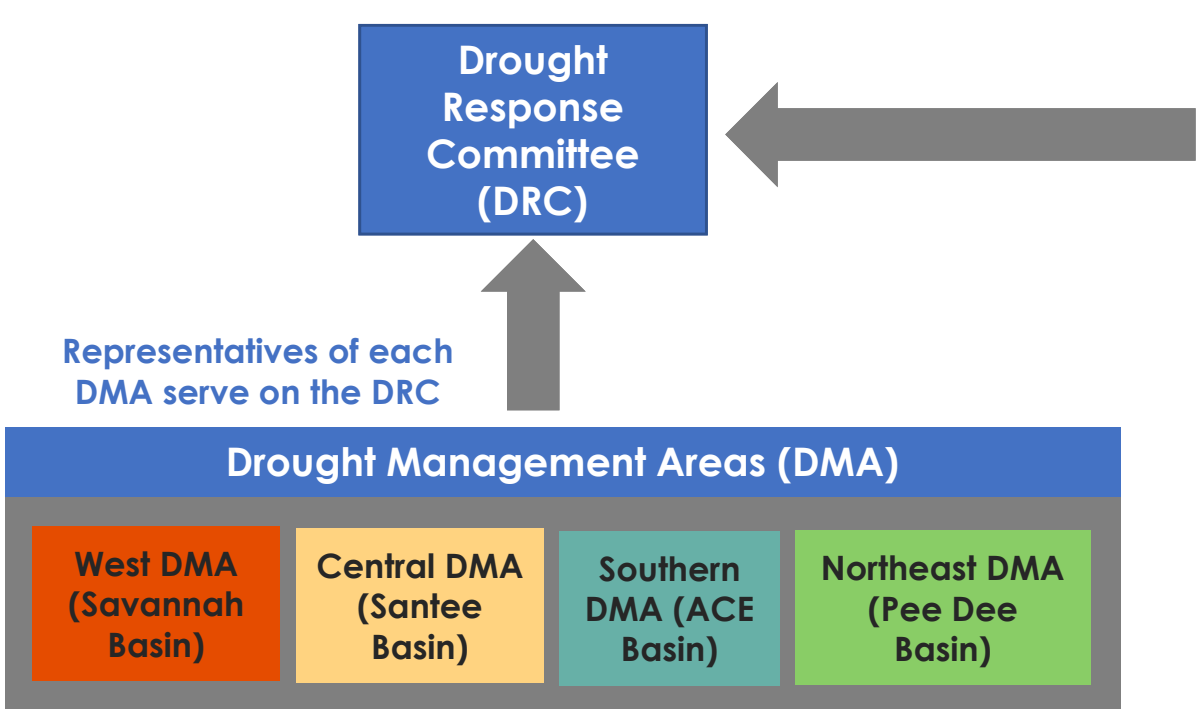 Drought
Response
Committee
(DRC)
Representatives of each
DMA serve on the DRC
Drought Management Areas (DMA)
West DMA
(Savannah
Basin)
Central DMA
(Santee
Basin)
Southern
DMA (ACE
Basin)
Northeast DMA
(Pee Dee
Basin)